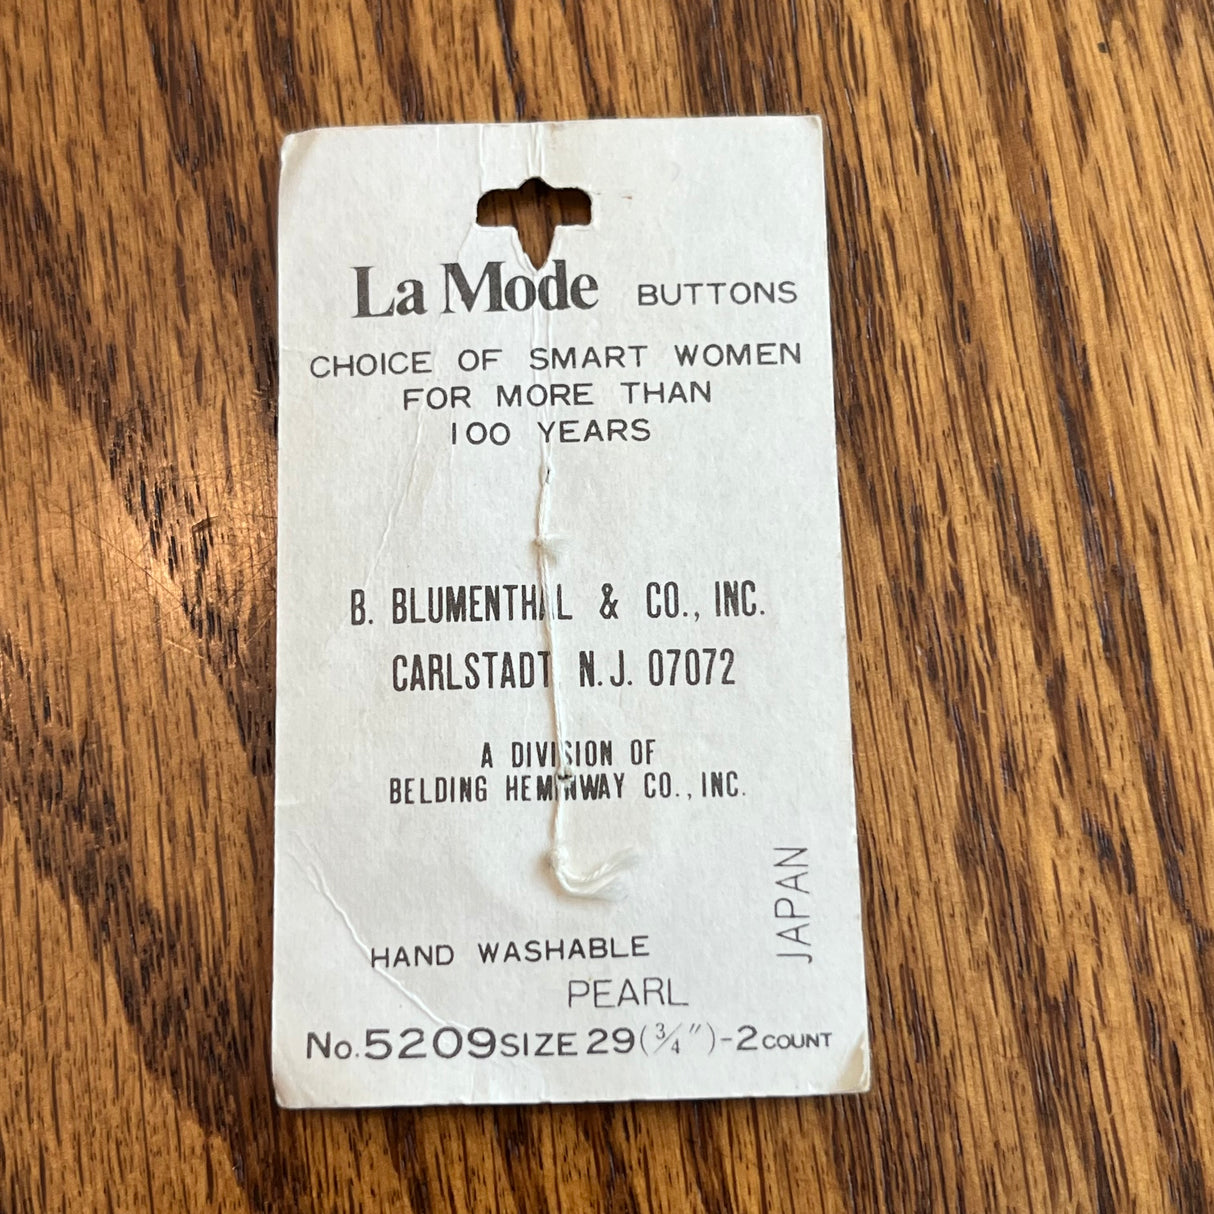 La Mode BUTTONS
CHOICE OF SMART WOMEN
FOR MORE THAN
100 YEARS
B. BLUMENTHAL & CO., INC.
CARLSTADT N.J. 07072
A DIVISION OF
BELDING HEMINWAY CO., INC.
JAPAN
HAND WASHABLE
PEARL
No. 5209 SIZE 29 (3/4") - 2 COUNT